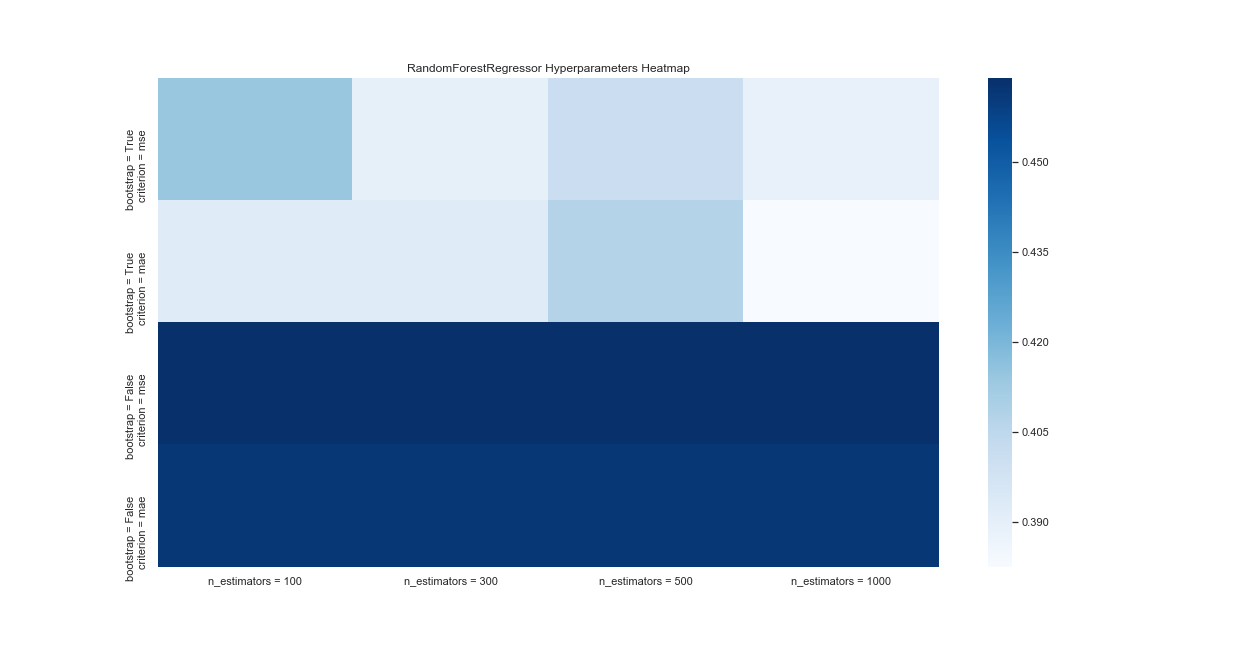 RandomForestRegressor Hyperparameters Heatmap
bootstrap = True
criterion = mse
bootstrap = True
criterion = mae
bootstrap = False
criterion = mse
bootstrap = False
criterion = mae
n_estimators = 100
n_estimators = 300
n_estimators = 500
n_estimators = 1000
0.450
0.435
0.420
0.405
0.390